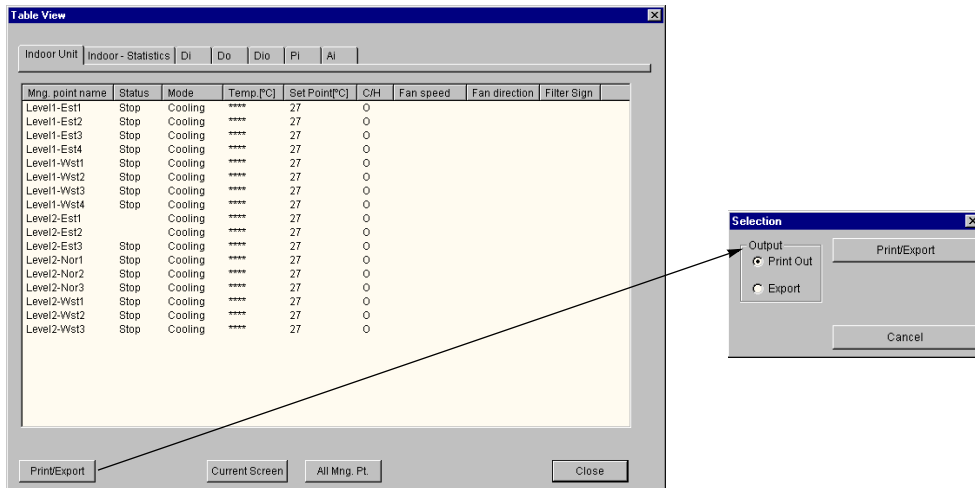 Table View
Indoor Unit Indoor - Statistics Di Do Dio Pi Ai
Mng. point name Status Mode Temp.[°C] Set Point[°C] C/H Fan speed Fan direction Filter Sign
Level1-Est1 Stop Cooling **** 27 O
Level1-Est2 Stop Cooling **** 27 O
Level1-Est3 Stop Cooling **** 27 O
Level1-Est4 Stop Cooling **** 27 O
Level1-Wst1 Stop Cooling **** 27 O
Level1-Wst2 Stop Cooling **** 27 O
Level1-Wst3 Stop Cooling **** 27 O
Level1-Wst4 Stop Cooling **** 27 O
Level2-Est1 Cooling **** 27 O
Level2-Est2 Cooling **** 27 O
Level2-Est3 Stop Cooling **** 27 O
Level2-Nor1 Stop Cooling **** 27 O
Level2-Nor2 Stop Cooling **** 27 O
Level2-Nor3 Stop Cooling **** 27 O
Level2-Wst1 Stop Cooling **** 27 O
Level2-Wst2 Stop Cooling **** 27 O
Level2-Wst3 Stop Cooling **** 27 O
Print/Export Current Screen All Mng. Pt. Close
Selection
Output
Print Out
Export
Print/Export
Cancel